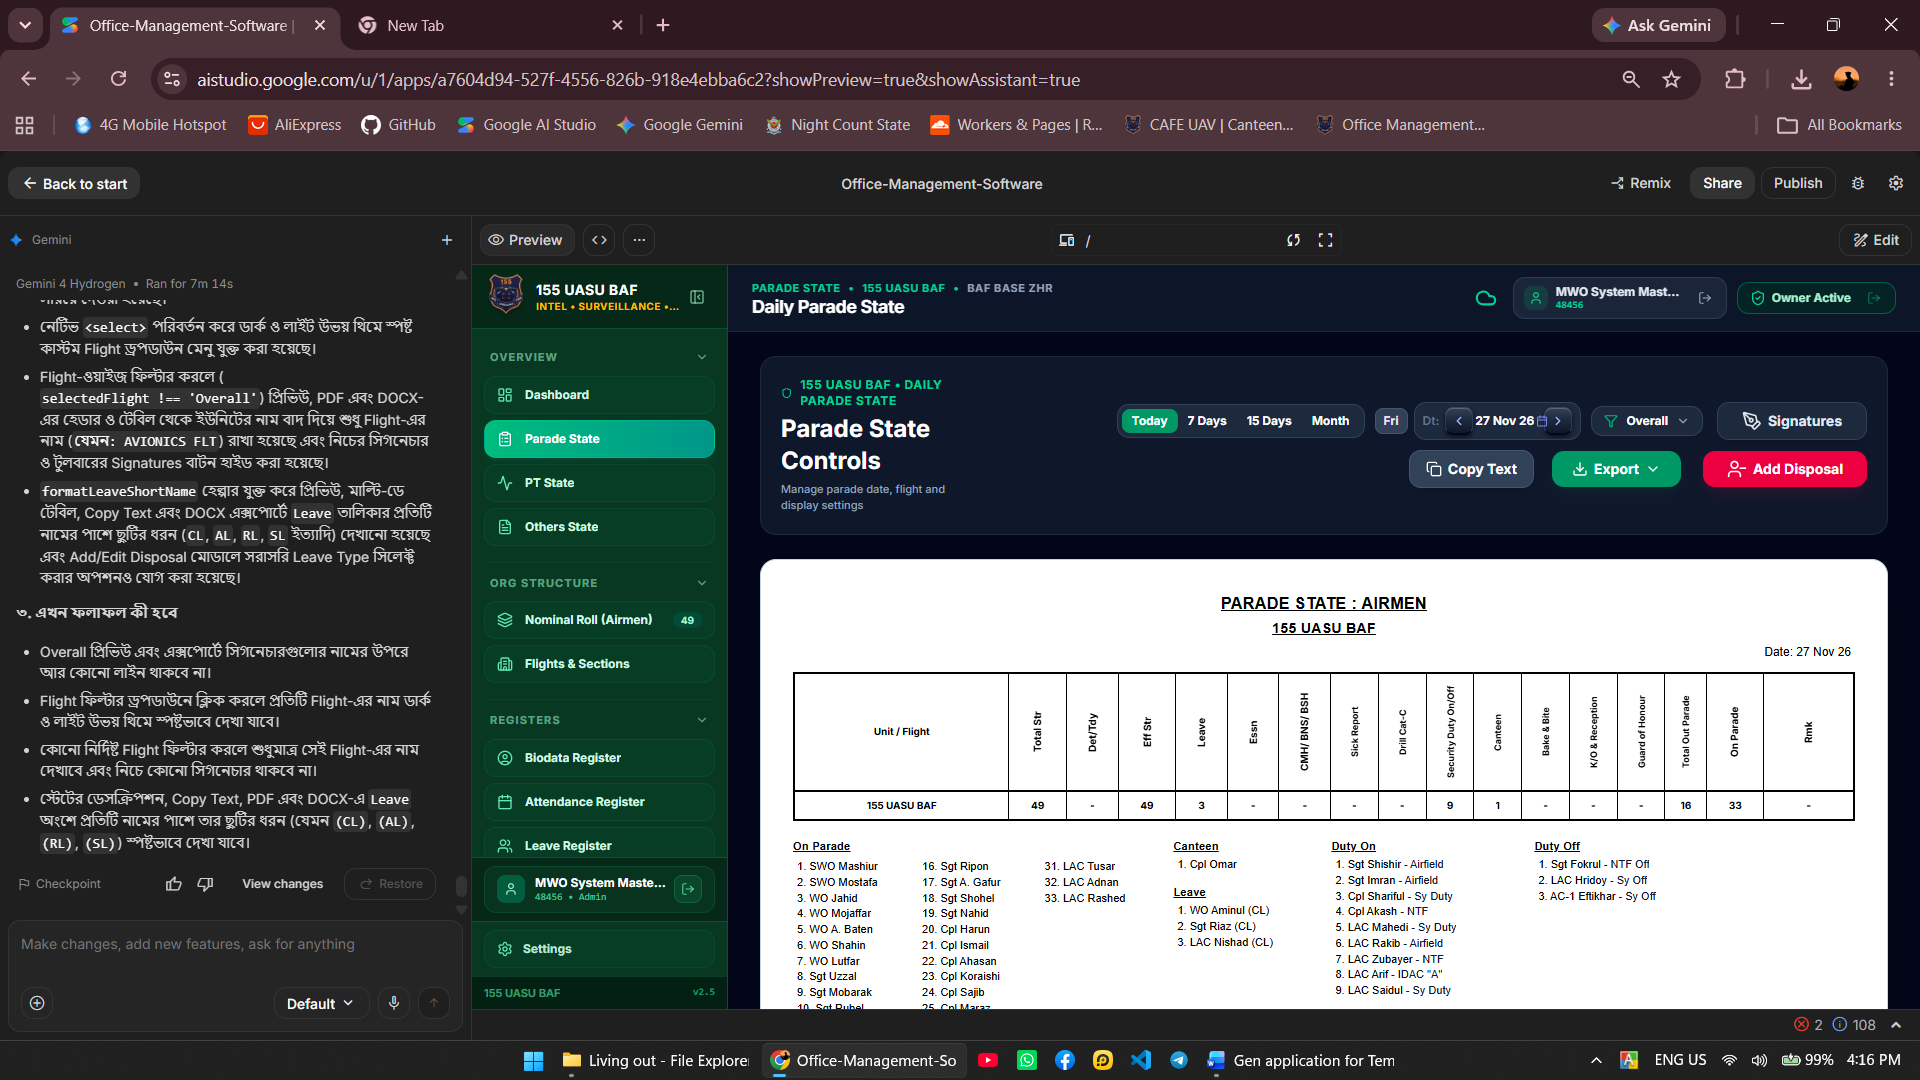 Office-Management-Software |
New Tab
Ask Gemini
aistudio.google.com/u/1/apps/a7604d94-527f-4556-826b-918e4ebba6c2?showPreview=true&showAssistant=true
4G Mobile Hotspot
AliExpress
GitHub
Google AI Studio
Google Gemini
Night Count State
Workers & Pages | R...
CAFE UAV | Canteen...
Office Management...
All Bookmarks
Back to start
Office-Management-Software
Remix
Share
Publish
Gemini
Gemini 4 Hydrogen • Ran for 7m 14s
• নেটিভ <select> পরিবর্তন করে ডার্ক ও লাইট উভয় থিমে স্পষ্ট
কাস্টম Flight ড্রপডাউন মেনু যুক্ত করা হয়েছে।
• Flight-ওয়াইজ ফিল্টার করলে (
selectedFlight !== 'Overall') প্রিভিউ, PDF এবং DOCX-
এর হেডার ও টেবিল থেকে ইউনিটের নাম বাদ দিয়ে শুধু Flight-এর
নাম (যেমন: AVIONICS FLT) রাখা হয়েছে এবং নিচের সিগনেচার
ও টুলবারের Signatures বাটন হাইড করা হয়েছে।
• formatLeaveShortName হেল্পার যুক্ত করে প্রিভিউ, মাল্টি-ডে
টেবিল, Copy Text এবং DOCX এক্সপোর্টে Leave তালিকার প্রতিটি
নামের পাশে ছুটির ধরন (CL, AL, RL, SL ইত্যাদি) দেখানো হয়েছে
এবং Add/Edit Disposal মোডালে সরাসরি Leave Type সিলেক্ট
করার অপশনও যোগ করা হয়েছে।
৩. এখন ফলাফল কী হবে
• Overall প্রিভিউ এবং এক্সপোর্টে সিগনেচারগুলোর নামের উপরে
আর কোনো লাইন থাকবে না।
• Flight ফিল্টার ড্রপডাউনে ক্লিক করলে প্রতিটি Flight-এর নাম ডার্ক
ও লাইট উভয় থিমে স্পষ্টভাবে দেখা যাবে।
• কোনো নির্দিষ্ট Flight ফিল্টার করলে শুধুমাত্র সেই Flight-এর নাম
দেখাবে এবং নিচে কোনো সিগনেচার থাকবে না।
• স্টেটের ডেসক্রিপশন, Copy Text, PDF এবং DOCX-এ Leave
অংশে প্রতিটি নামের পাশে তার ছুটির ধরন (যেমন (CL), (AL),
(RL), (SL)) স্পষ্টভাবে দেখা যাবে।
Checkpoint
View changes
Restore
Make changes, add new features, ask for anything
Default
Preview
/
Edit
155 UASU BAF
INTEL • SURVEILLANCE •...
OVERVIEW
Dashboard
Parade State
PT State
Others State
ORG STRUCTURE
Nominal Roll (Airmen) 49
Flights & Sections
REGISTERS
Biodata Register
Attendance Register
Leave Register
MWO System Maste...
48456 • Admin
Settings
155 UASU BAF v2.5
PARADE STATE • 155 UASU BAF • BAF BASE ZHR
Daily Parade State
MWO System Mast...
48456
Owner Active
155 UASU BAF • DAILY
PARADE STATE
Parade State
Controls
Manage parade date, flight and
display settings
Today 7 Days 15 Days Month
Fri
Dt: 27 Nov 26
Overall
Signatures
Copy Text
Export
Add Disposal
PARADE STATE : AIRMEN
155 UASU BAF
Date: 27 Nov 26
Unit / Flight Total Str Det/Tdy Eff Str Leave Essn CMH/ BNS/ BSH Sick Report Drill Cat-C Security Duty On/Off Canteen Bake & Bite K/O & Reception Guard of Honour Total Out Parade On Parade Rmk
155 UASU BAF 49 - 49 3 - - - - 9 1 - - - 16 33 -
On Parade
1. SWO Mashiur
2. SWO Mostafa
3. WO Jahid
4. WO Mojaffar
5. WO A. Baten
6. WO Shahin
7. WO Lutfar
8. Sgt Uzzal
9. Sgt Mobarak
10. Sgt Rubel
16. Sgt Ripon
17. Sgt A. Gafur
18. Sgt Shohel
19. Sgt Nahid
20. Cpl Harun
21. Cpl Ismail
22. Cpl Ahasan
23. Cpl Koraishi
24. Cpl Sajib
25. Cpl Maraz
31. LAC Tusar
32. LAC Adnan
33. LAC Rashed
Canteen
1. Cpl Omar
Leave
1. WO Aminul (CL)
2. Sgt Riaz (CL)
3. LAC Nishad (CL)
Duty On
1. Sgt Shishir - Airfield
2. Sgt Imran - Airfield
3. Cpl Shariful - Sy Duty
4. Cpl Akash - NTF
5. LAC Mahedi - Sy Duty
6. LAC Rakib - Airfield
7. LAC Zubayer - NTF
8. LAC Arif - IDAC "A"
9. LAC Saidul - Sy Duty
Duty Off
1. Sgt Fokrul - NTF Off
2. LAC Hridoy - Sy Off
3. AC-1 Eftikhar - Sy Off
2 108
Living out - File Explorer
Office-Management-So
Gen application for Tem
ENG US
99%
4:16 PM